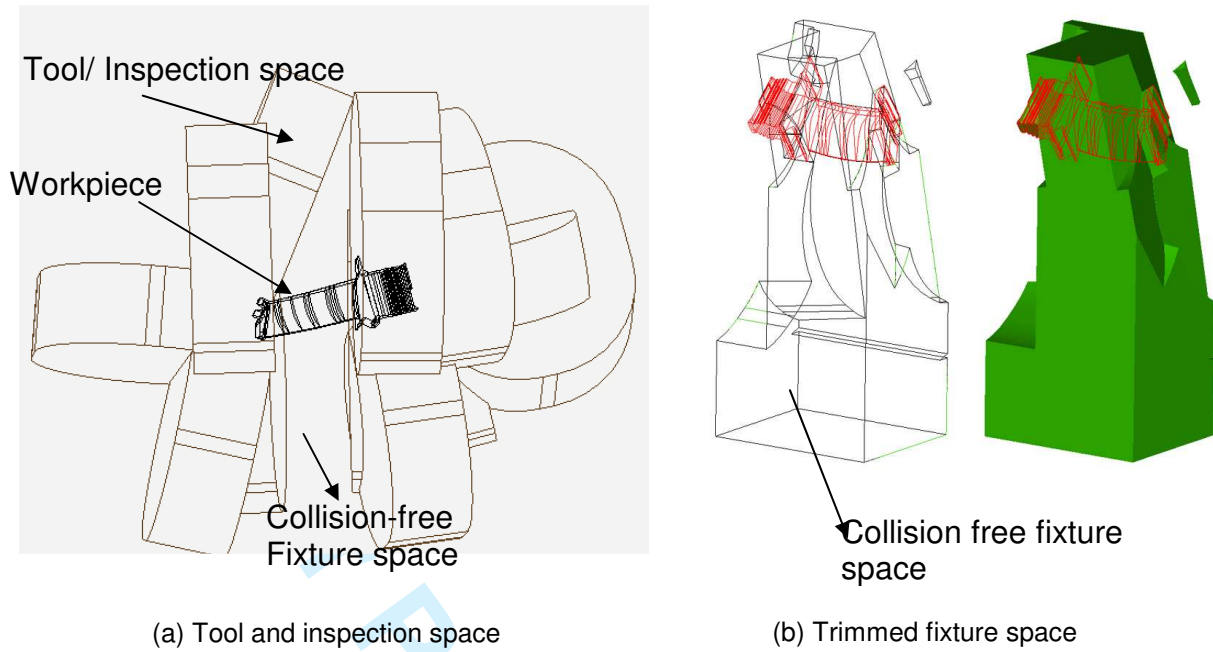 Tool/ Inspection space
Workpiece
Collision-free
Fixture space
Collision free fixture
space
(a) Tool and inspection space
(b) Trimmed fixture space